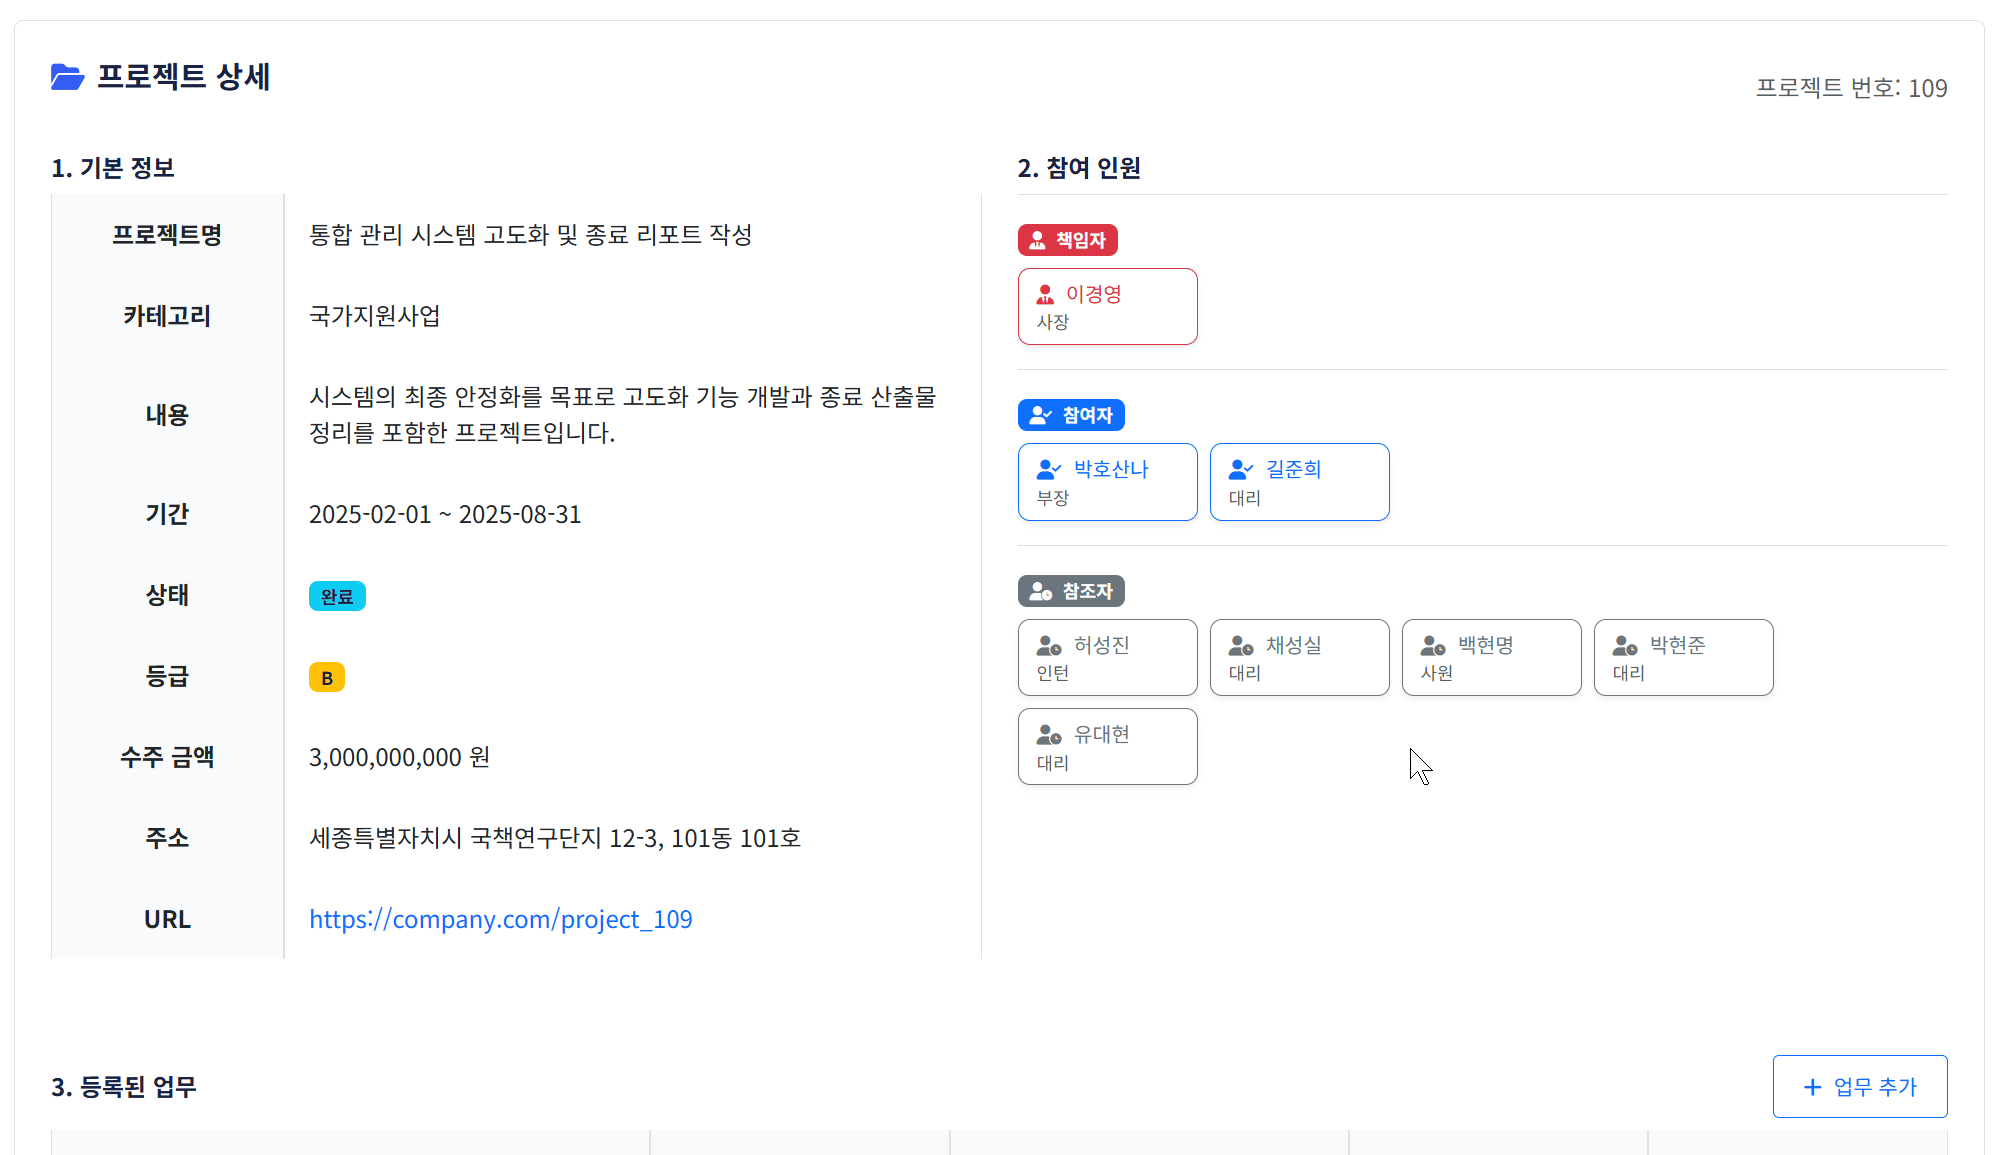 프로젝트 상세
프로젝트 번호: 109
1. 기본 정보
프로젝트명
통합 관리 시스템 고도화 및 종료 리포트 작성
카테고리
국가지원사업
내용
시스템의 최종 안정화를 목표로 고도화 기능 개발과 종료 산출물
정리를 포함한 프로젝트입니다.
기간
2025-02-01 ~ 2025-08-31
상태
완료
등급
B
수주 금액
3,000,000,000 원
주소
세종특별자치시 국책연구단지 12-3, 101동 101호
URL
https://company.com/project_109
2. 참여 인원
책임자
이경영
사장
참여자
박호산나
부장
길준희
대리
참조자
허성진
인턴
채성실
대리
백현명
사원
박현준
대리
유대현
대리
3. 등록된 업무
+ 업무 추가